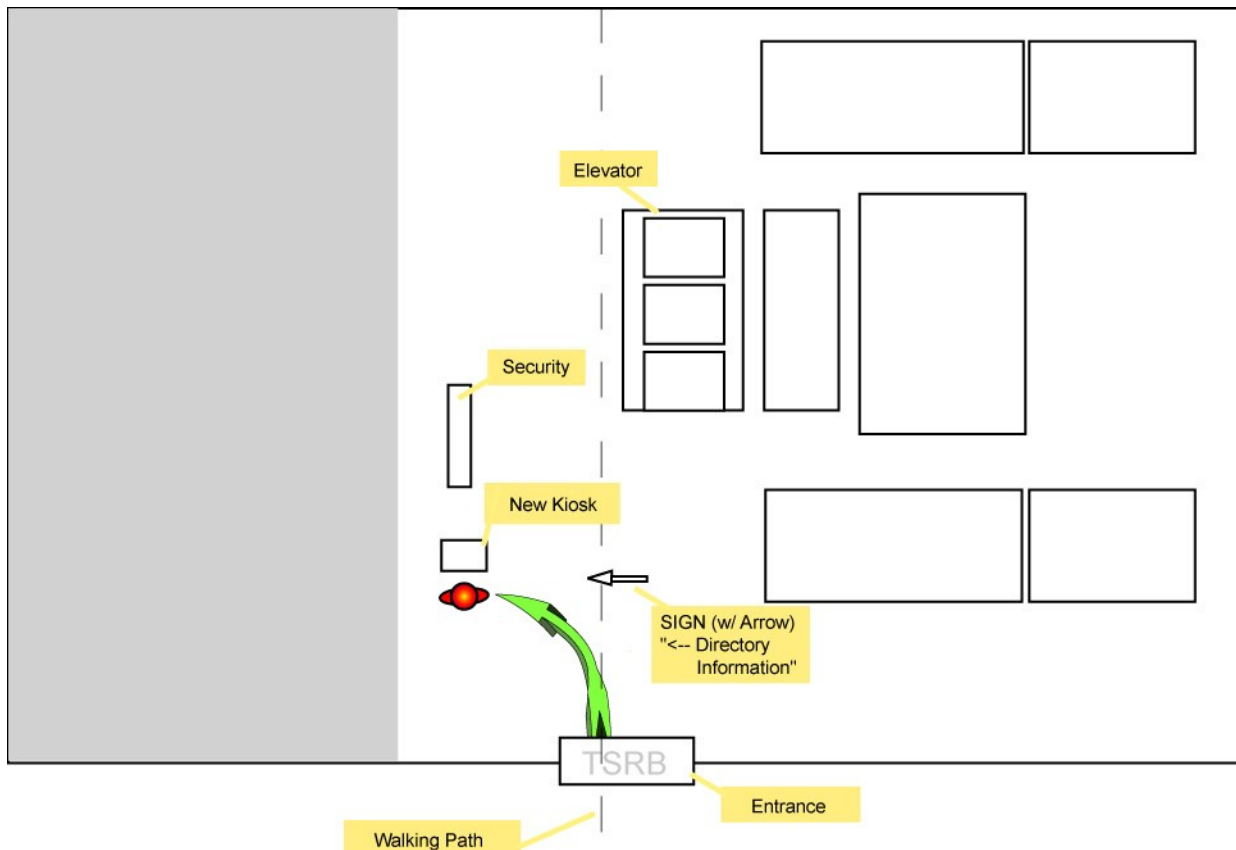 Elevator
Security
New Kiosk
SIGN (w/ Arrow)
"<-- Directory
Information"
TSRB
Entrance
Walking Path